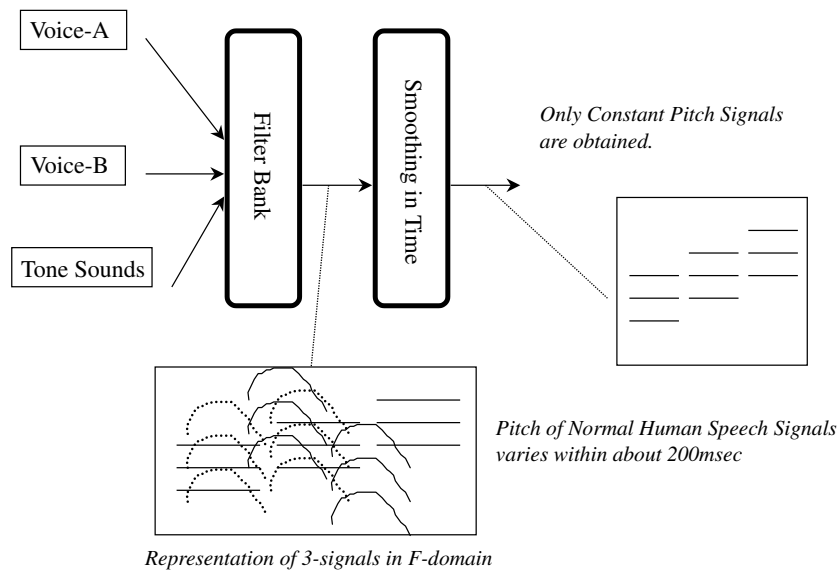 Voice-A
Voice-B
Tone Sounds
Filter Bank
Smoothing in Time
Only Constant Pitch Signals
are obtained.
Pitch of Normal Human Speech Signals
varies within about 200msec
Representation of 3-signals in F-domain